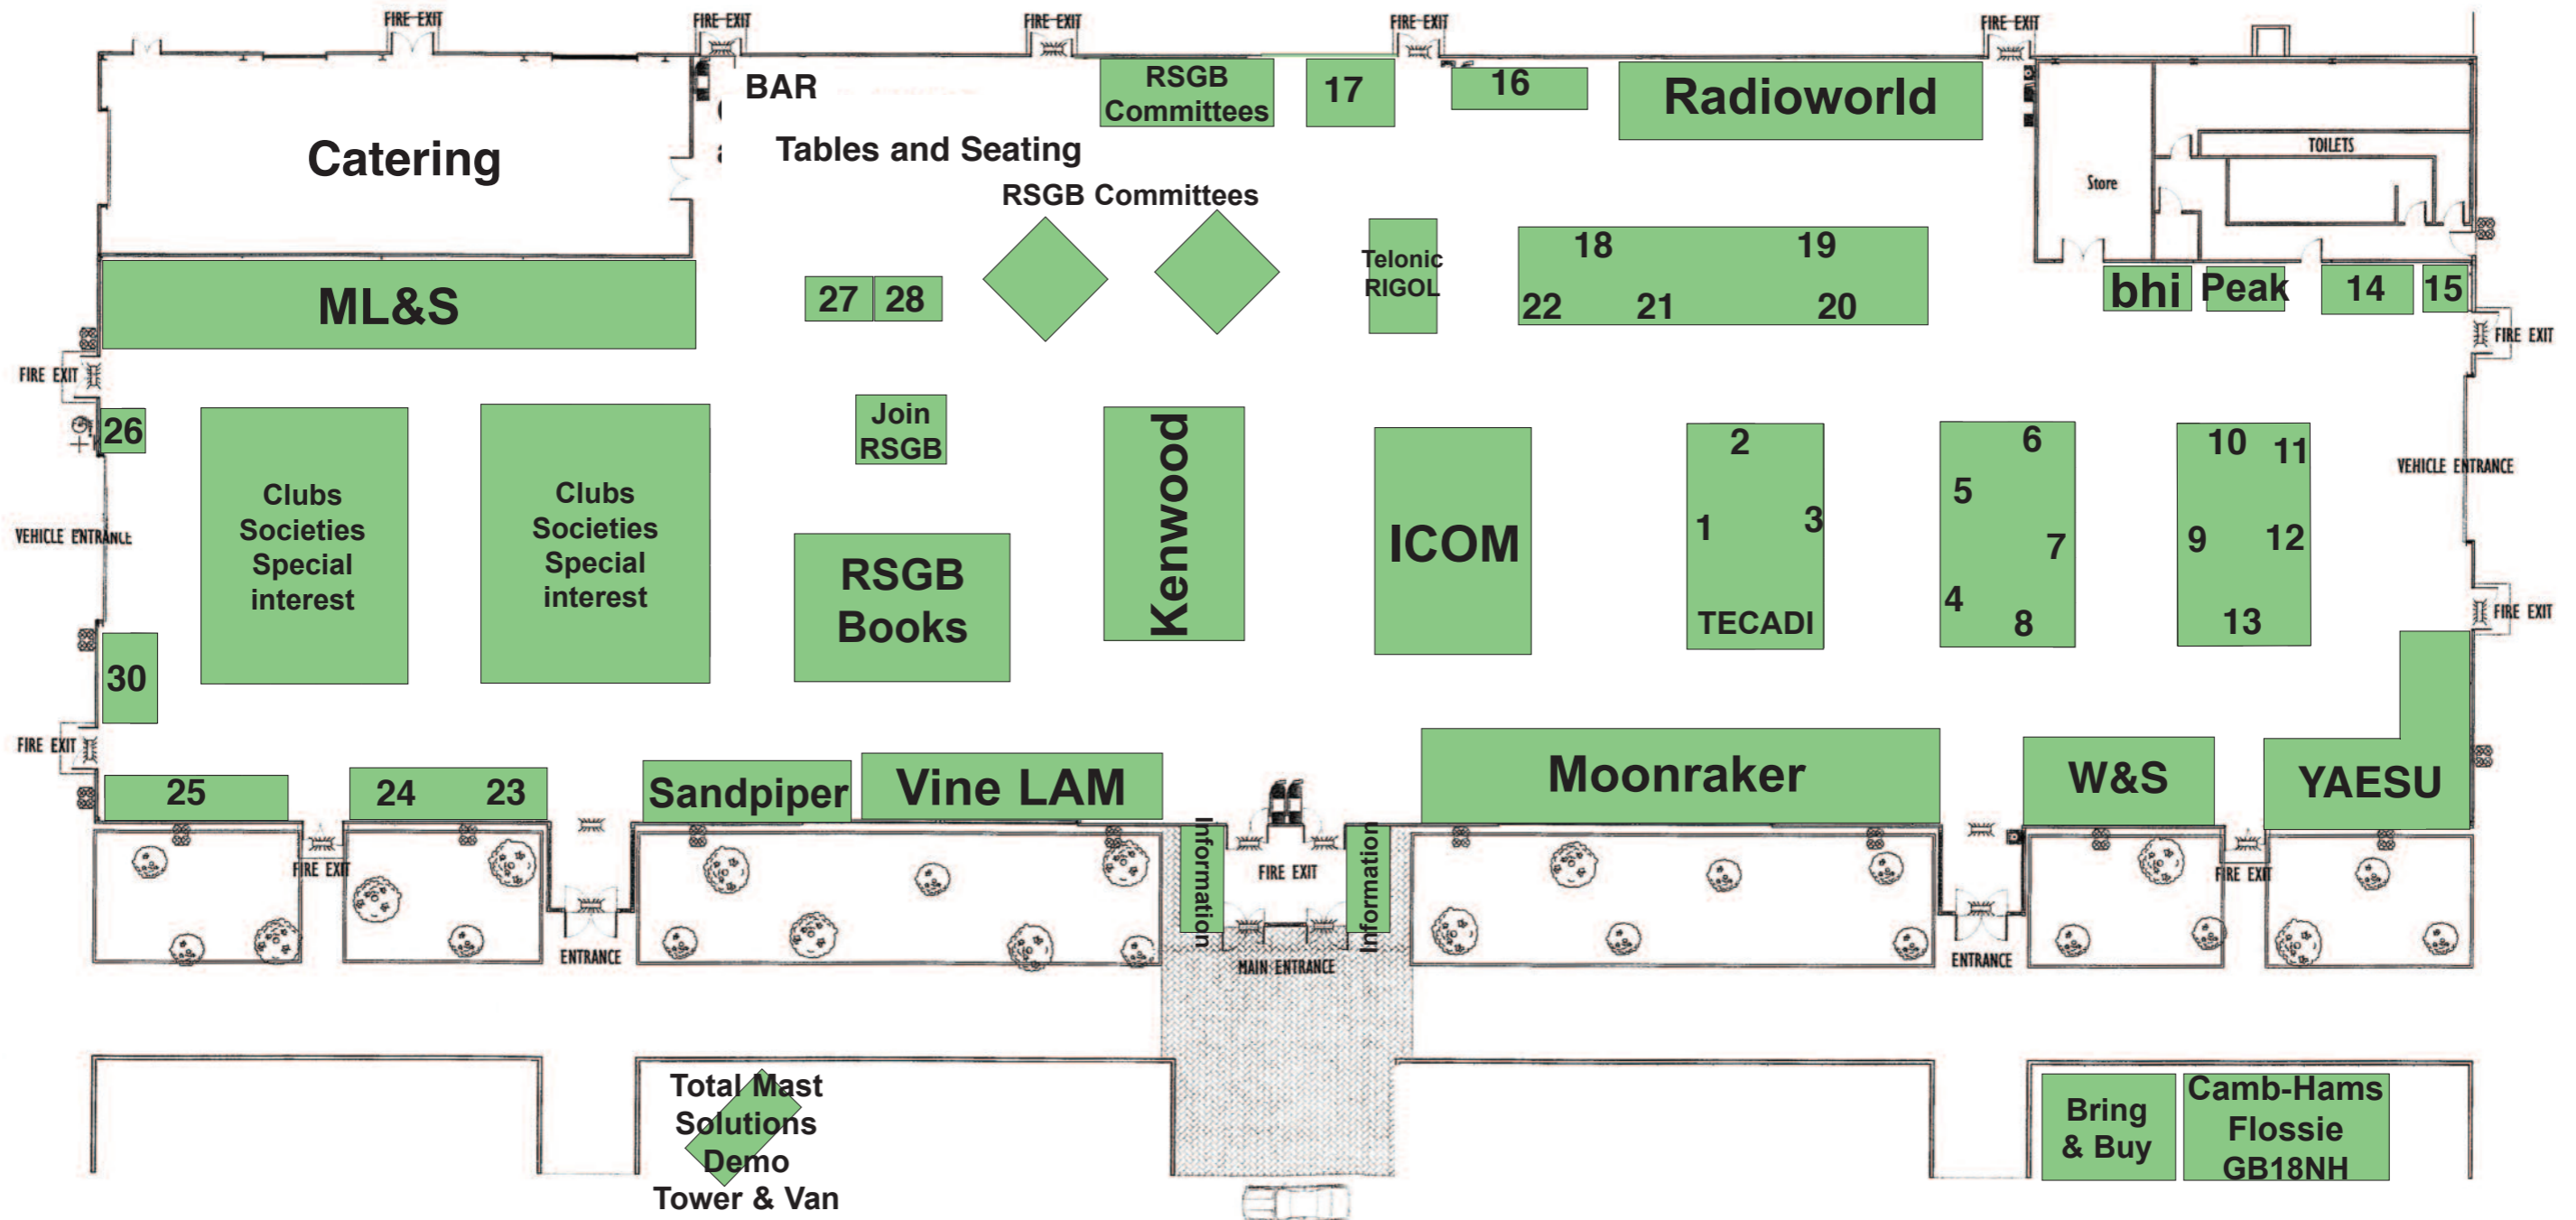 FIRE EXIT
FIRE EXIT
FIRE EXIT
FIRE EXIT
FIRE EXIT
BAR
RSGB
Committees
17
16
Radioworld
Catering
Tables and Seating
TOILETS
Store
RSGB Committees
ML&S
27
28
Telonic
RIGOL
18
19
22
21
20
bhi
Peak
14
15
FIRE EXIT
FIRE EXIT
26
Clubs
Societies
Special
interest
Clubs
Societies
Special
interest
Join
RSGB
RSGB
Books
Kenwood
ICOM
2
1
3
TECADI
6
5
7
4
8
10
11
9
12
13
VEHICLE ENTRANCE
VEHICLE ENTRANCE
FIRE EXIT
30
FIRE EXIT
25
24
23
Sandpiper
Vine LAM
Moonraker
W&S
YAESU
FIRE EXIT
Information
FIRE EXIT
Information
FIRE EXIT
ENTRANCE
MAIN ENTRANCE
ENTRANCE
Total Mast
Solutions
Demo
Tower & Van
Bring
& Buy
Camb-Hams
Flossie
GB18NH